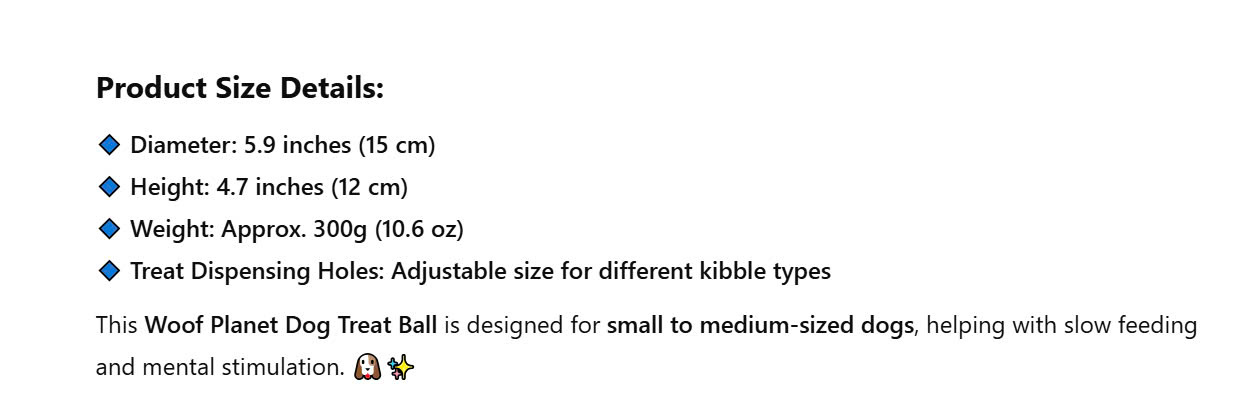 Product Size Details:
🔷 Diameter: 5.9 inches (15 cm)
🔷 Height: 4.7 inches (12 cm)
🔷 Weight: Approx. 300g (10.6 oz)
🔷 Treat Dispensing Holes: Adjustable size for different kibble types
This Woof Planet Dog Treat Ball is designed for small to medium-sized dogs, helping with slow feeding
and mental stimulation. 🐶✨